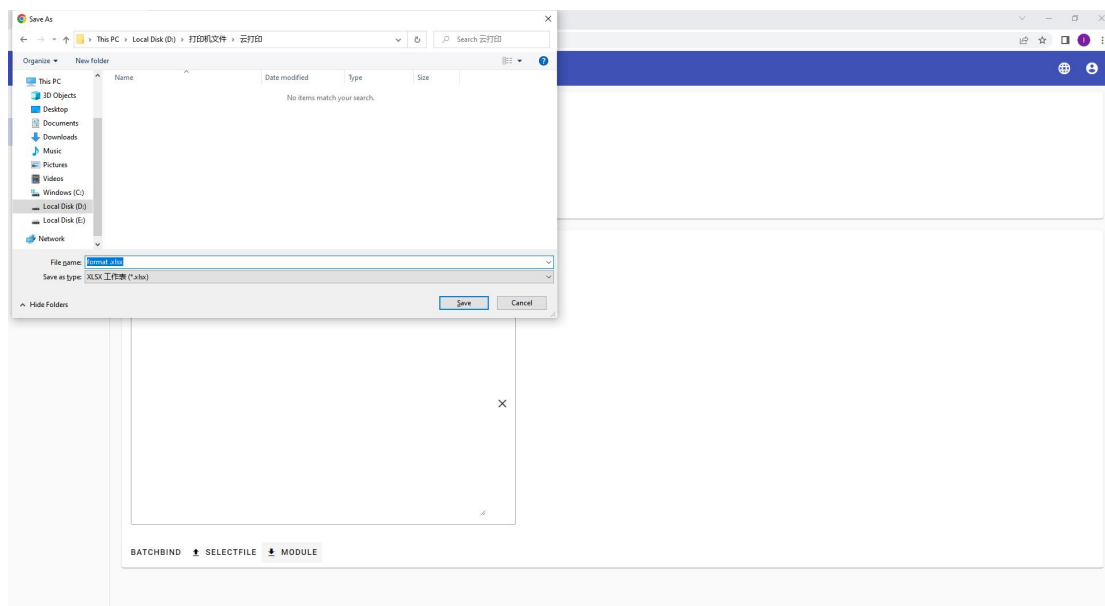 Save As
This PC › Local Disk (D:) › 打印机文件 › 云打印
Search 云打印
Organize
New folder
Name
Date modified
Type
Size
No items match your search.
This PC
3D Objects
Desktop
Documents
Downloads
Music
Pictures
Videos
Windows (C:)
Local Disk (D:)
Local Disk (E:)
Network
File name: format .xlsx
Save as type: XLSX 工作表 (*.xlsx)
Hide Folders
Save
Cancel
I
BATCHBIND SELECTFILE MODULE